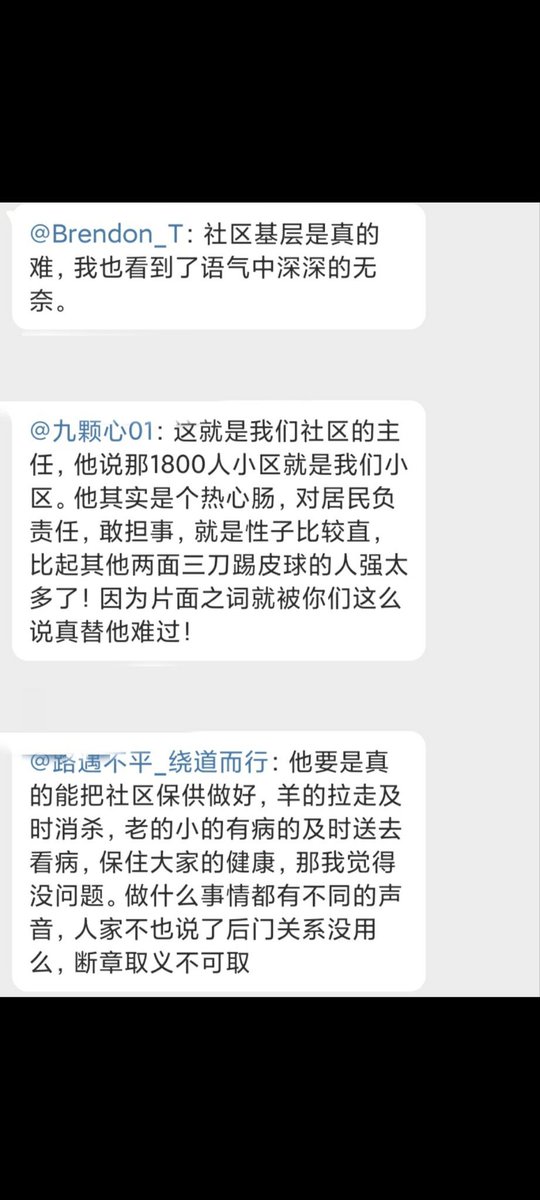 @Brendon_T：社区基层是真的
难，我也看到了语气中深深的无
奈。
@九颗心01：这就是我们社区的主
任，他说那1800人小区就是我们小
区。他其实是个热心肠，对居民负
责任，敢担事，就是性子比较直，
比起其他两面三刀踢皮球的人强太
多了！因为片面之词就被你们这么
说真替他难过！
@路遇不平_绕道而行：他要是真
的能把社区保供做好，羊的拉走及
时消杀，老的小的有病的及时送去
看病，保住大家的健康，那我觉得
没问题。做什么事情都有不同的声
音，人家不也说了后门关系没用
么，断章取义不可取